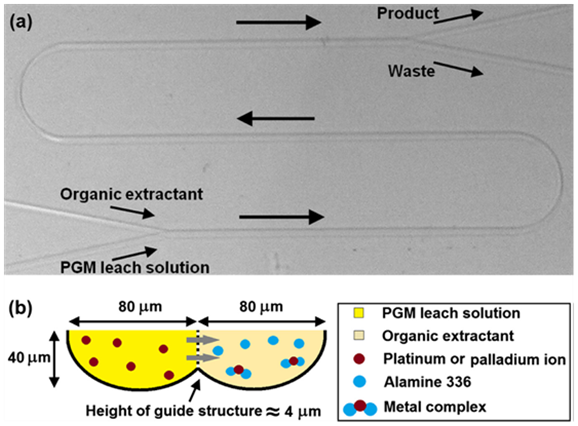 (a)
Product
Waste
Organic extractant
PGM leach solution
(b)
80 μm
80 μm
40 μm
Height of guide structure ≈ 4 μm
PGM leach solution
Organic extractant
Platinum or palladium ion
Alamine 336
Metal complex